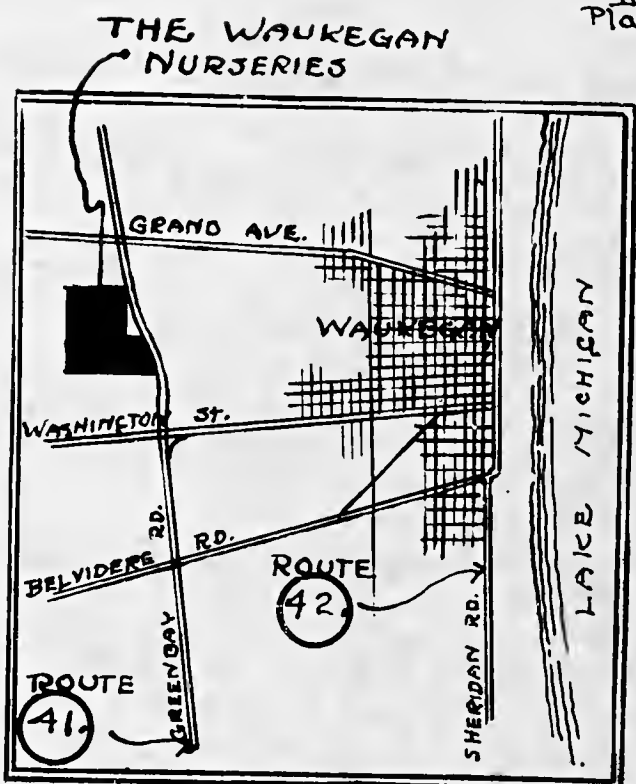 THE WAUKEGAN
NURSERIES
GRAND AVE.
WAUKEGAN
LAKE MICHIGAN
WASHINGTON ST.
BELVIDERE RD.
GREENBAY RD.
ROUTE
42.
SHERIDAN RD.
ROUTE
41.